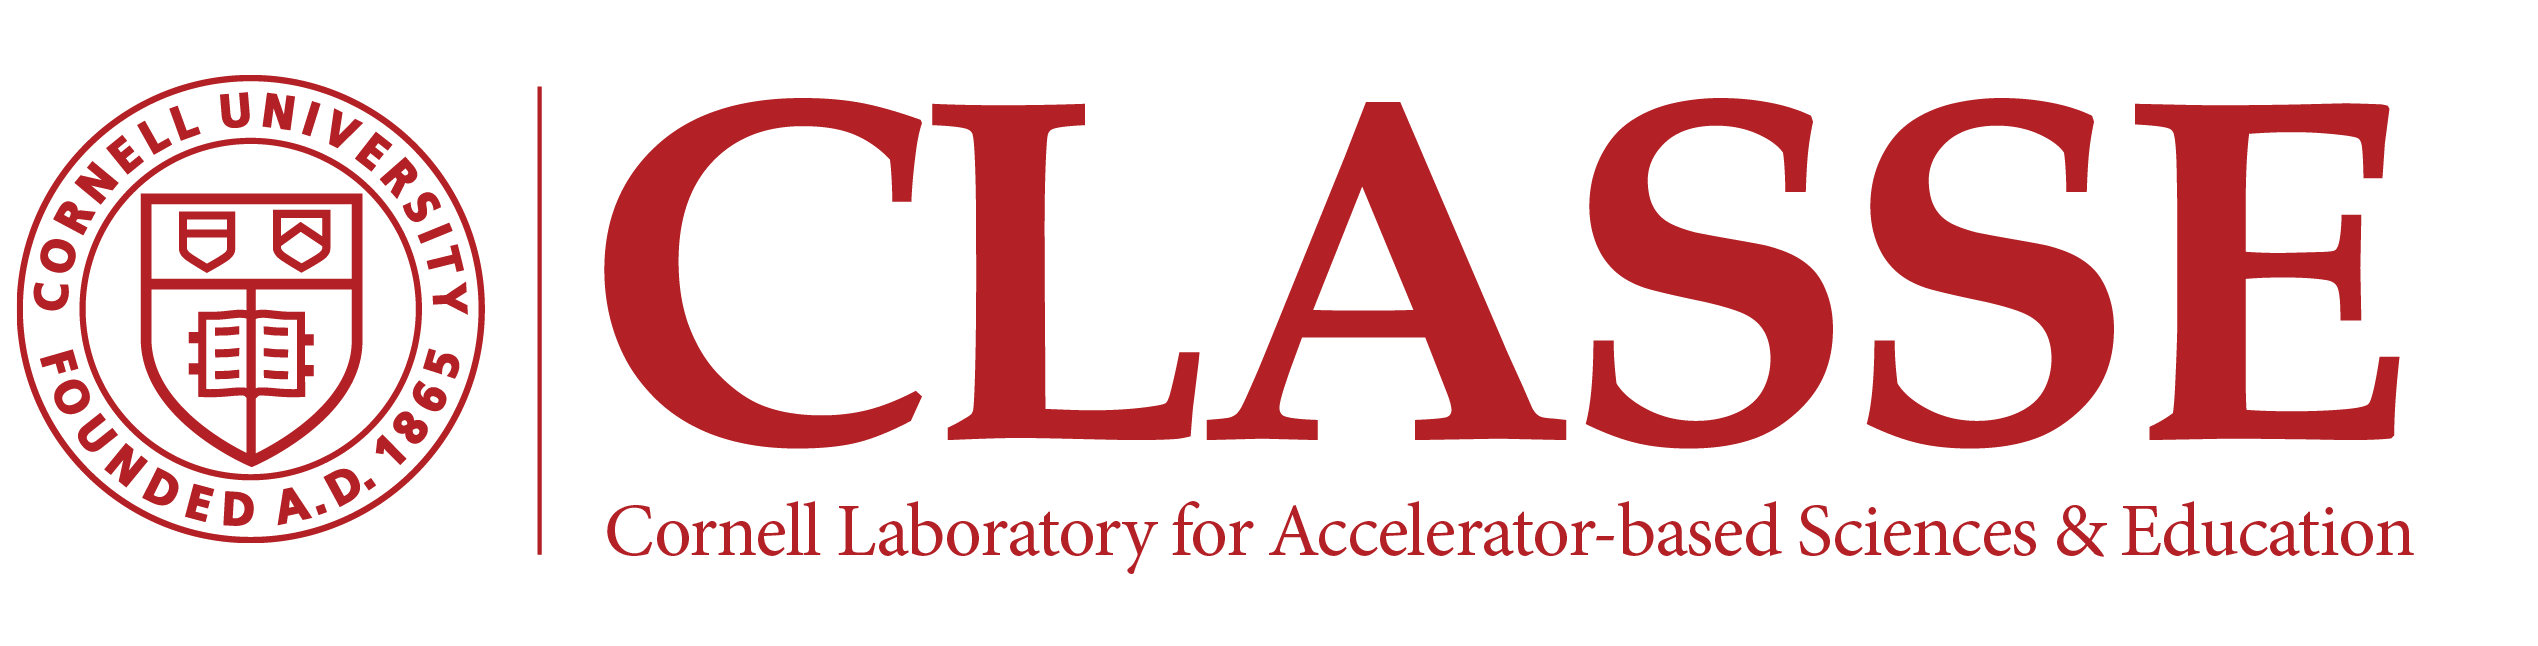 CORNELL UNIVERSITY
FOUNDED A.D. 1865
CLASSE
Cornell Laboratory for Accelerator-based Sciences & Education